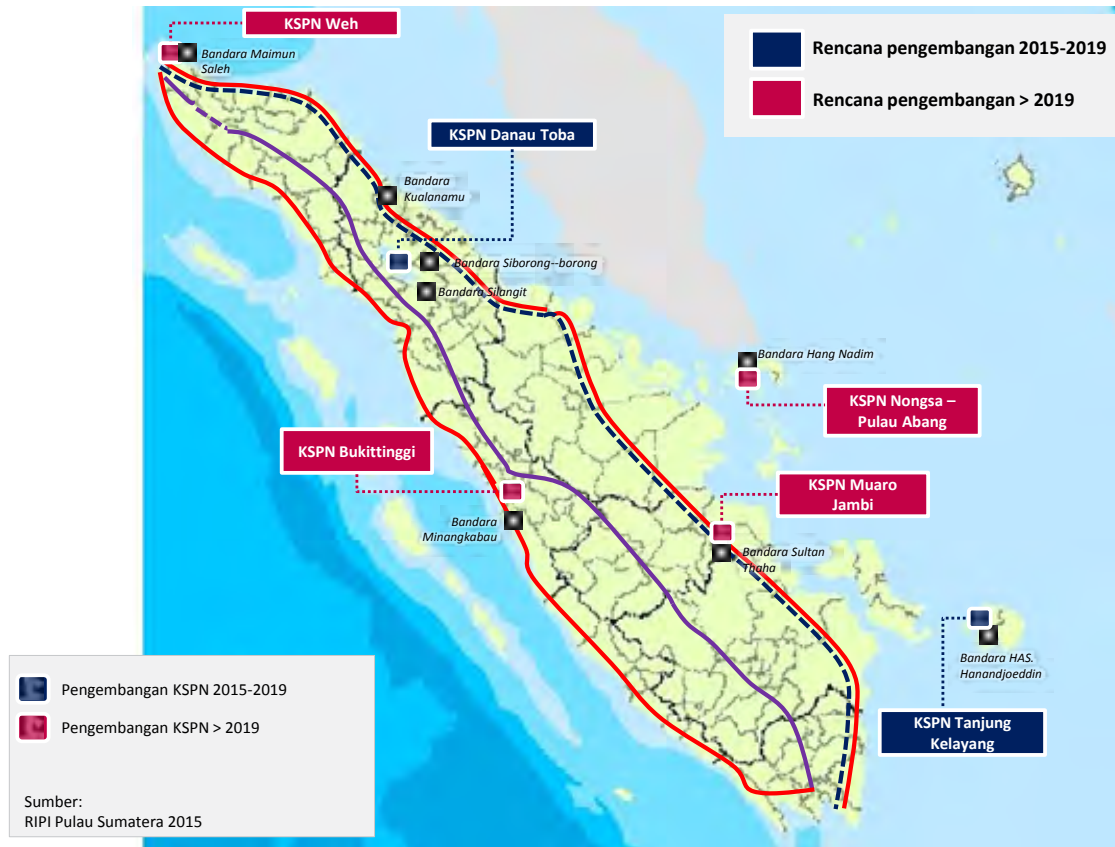 KSPN Weh
Bandara Maimun
Saleh
Rencana pengembangan 2015-2019
Rencana pengembangan > 2019
KSPN Danau Toba
Bandara
Kualanamu
Bandara Siborong--borong
Bandara Silangit
Bandara Hang Nadim
KSPN Nongsa –
Pulau Abang
KSPN Bukittinggi
KSPN Muaro
Jambi
Bandara
Minangkabau
Bandara Sultan
Thaha
Bandara HAS.
Hanandjoeddin
KSPN Tanjung
Kelayang
Pengembangan KSPN 2015-2019
Pengembangan KSPN > 2019
Sumber:
RIPI Pulau Sumatera 2015